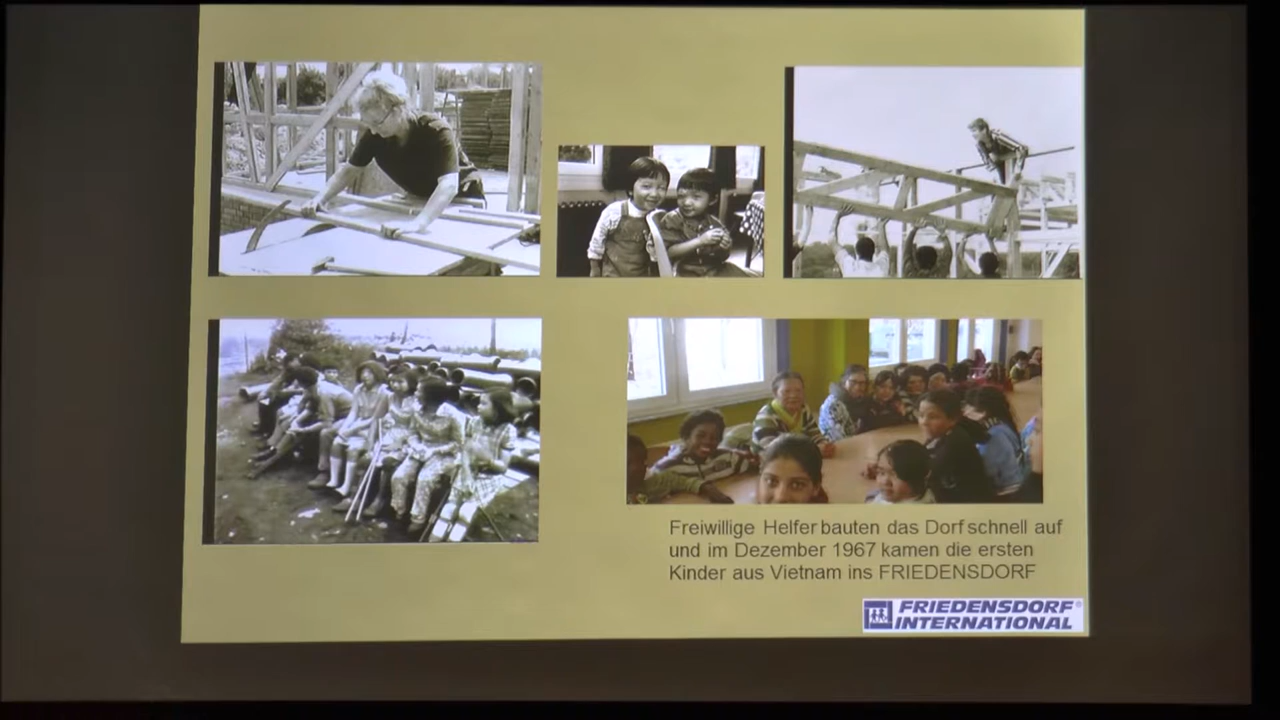 Freiwillige Helfer bauten das Dorf schnell auf
und im Dezember 1967 kamen die ersten
Kinder aus Vietnam ins FRIEDENSDORF
FRIEDENSDORF®
INTERNATIONAL